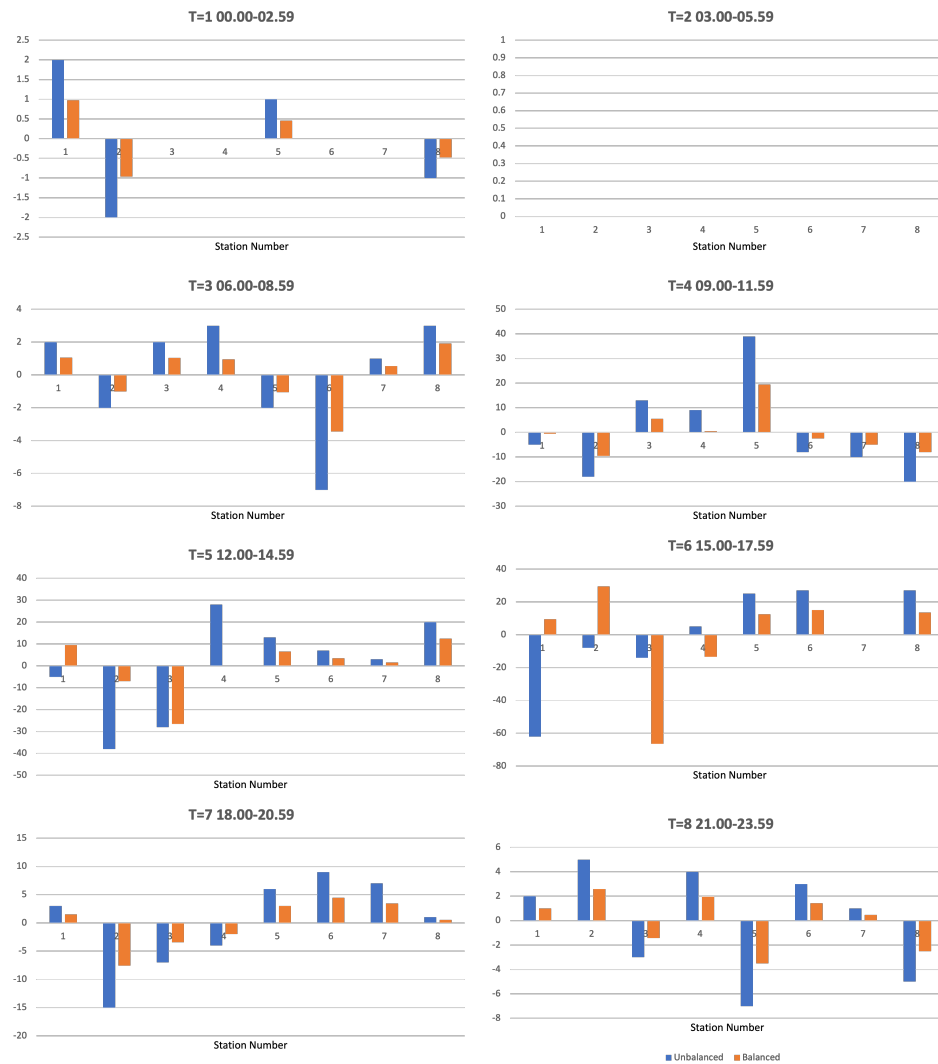 T=1 00.00-02.59
2.5
2
1.5
1
0.5
0
-0.5
-1
-1.5
-2
-2.5
1 2 3 4 5 6 7 8
Station Number
T=2 03.00-05.59
1
0.9
0.8
0.7
0.6
0.5
0.4
0.3
0.2
0.1
0
1 2 3 4 5 6 7 8
Station Number
T=3 06.00-08.59
4
2
0
-2
-4
-6
-8
1 2 3 4 5 6 7 8
Station Number
T=4 09.00-11.59
50
40
30
20
10
0
-10
-20
-30
1 2 3 4 5 6 7 8
Station Number
T=5 12.00-14.59
40
30
20
10
0
-10
-20
-30
-40
-50
1 2 3 4 5 6 7 8
Station Number
T=6 15.00-17.59
40
20
0
-20
-40
-60
-80
1 2 3 4 5 6 7 8
Station Number
T=7 18.00-20.59
15
10
5
0
-5
-10
-15
-20
1 2 3 4 5 6 7 8
Station Number
T=8 21.00-23.59
6
4
2
0
-2
-4
-6
-8
1 2 3 4 5 6 7 8
Station Number
Unbalanced Balanced